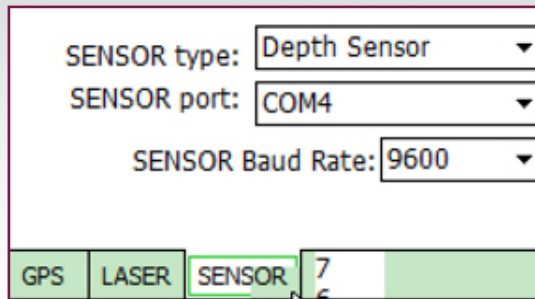 SENSOR type: Depth Sensor
SENSOR port: COM4
SENSOR Baud Rate: 9600
GPS LASER SENSOR 7